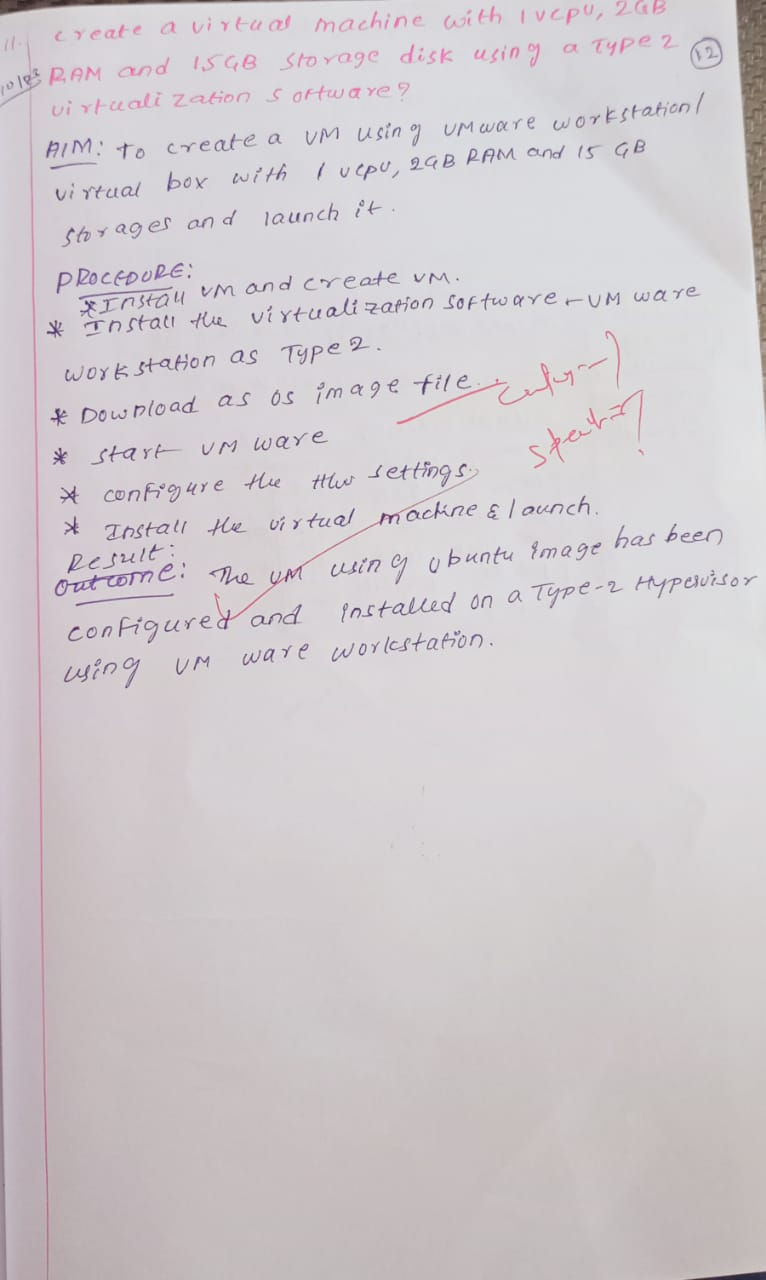 11. create a virtual machine with 1 vcpu, 2GB
RAM and 15GB storage disk using a Type 2
virtualization software?
12
AIM: To create a VM using VMware workstation/
virtual box with 1 vcpu, 2GB RAM and 15 GB
storages and launch it.
PROCEDURE:
* Install VM and create VM.
* Install the virtualization software - VM ware
workstation as Type 2.
* Download as os image file.
* start VM ware
* configure the H/w settings.
* Install the virtual machine & launch.
Result:
Outcome: The VM using Ubuntu image has been
configured and installed on a Type-2 Hypervisor
using VM ware workstation.